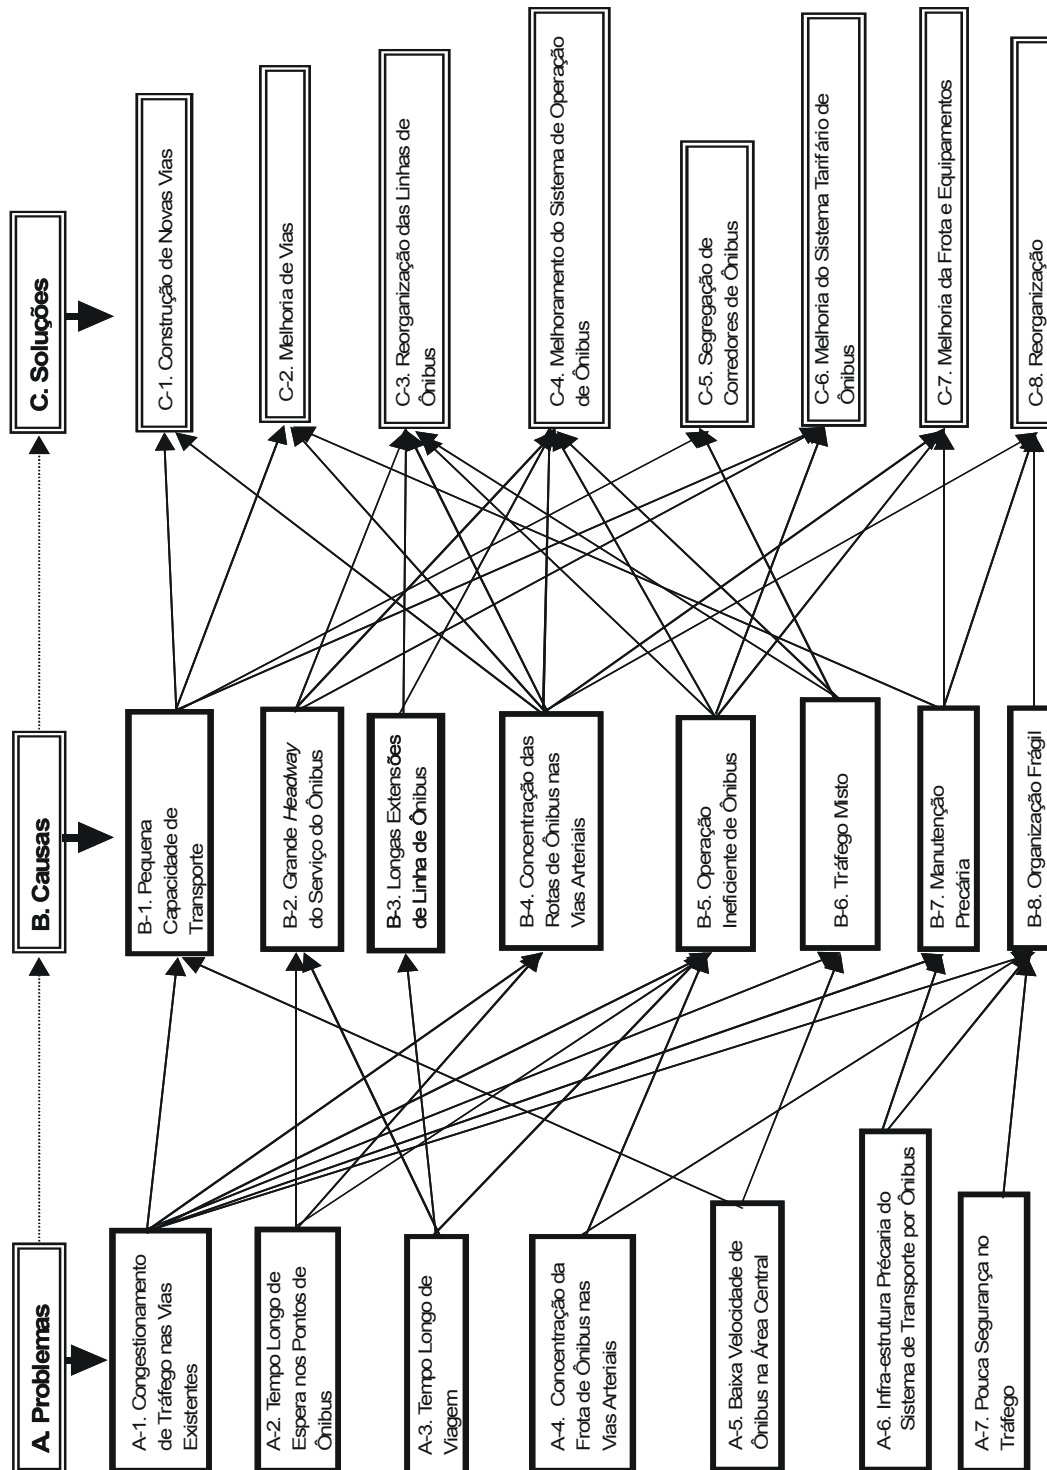 A. Problemas
A-1. Congestionamento
de Tráfego nas Vias
Existentes
A-2. Tempo Longo de
Espera nos Pontos de
Ônibus
A-3. Tempo Longo de
Viagem
A-4. Concentração da
Frota de Ônibus nas
Vias Arteriais
A-5. Baixa Velocidade de
Ônibus na Área Central
A-6. Infra-estrutura Précaria do
Sistema de Transporte por Ônibus
A-7. Pouca Segurança no
Tráfego
B. Causas
B-1. Pequena
Capacidade de
Transporte
B-2. Grande Headway
do Serviço do Ônibus
B-3. Longas Extensões
de Linha de Ônibus
B-4. Concentração das
Rotas de Ônibus nas
Vias Arteriais
B-5. Operação
Ineficiente de Ônibus
B-6. Tráfego Misto
B-7. Manutenção
Precária
B-8. Organização Frágil
C. Soluções
C-1. Construção de Novas Vias
C-2. Melhoria de Vias
C-3. Reorganização das Linhas de
Ônibus
C-4. Melhoramento do Sistema de Operação
de Ônibus
C-5. Segregação de
Corredores de Ônibus
C-6. Melhoria do Sistema Tarifário de
Ônibus
C-7. Melhoria da Frota e Equipamentos
C-8. Reorganização